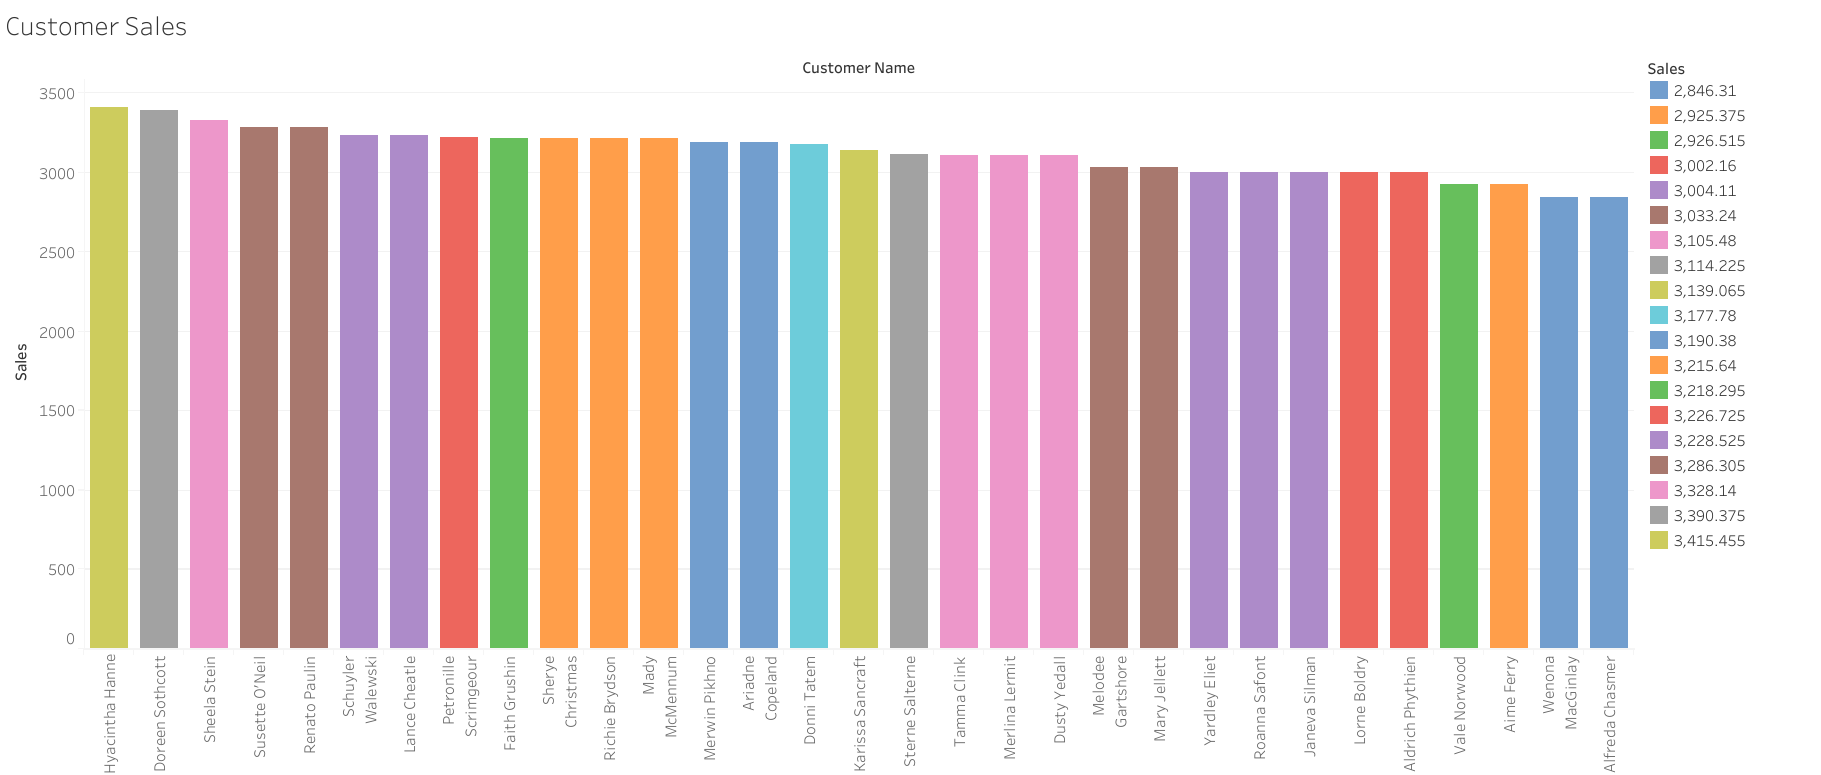 Customer Sales
Customer Name
Sales
3500
3000
2500
2000
1500
1000
500
0
Sales
Hyacintha Hanne
Doreen Sothcott
Sheela Stein
Susette O'Neil
Renato Paulin
Schuyler
Walewski
Lance Cheatle
Petronille
Scrimgeour
Faith Grushin
Sherye
Christmas
Richie Brydson
Mady
McMennum
Merwin Pikhno
Ariadne
Copeland
Donni Tatem
Karissa Sancraft
Sterne Salterne
Tamma Clink
Merlina Lermit
Dusty Yedall
Melodee
Gartshore
Mary Jellett
Yardley Eliet
Roanna Safont
Janeva Silman
Lorne Boldry
Aldrich Phythien
Vale Norwood
Aime Ferry
Wenona
MacGinlay
Alfreda Chasmer
2,846.31
2,925.375
2,926.515
3,002.16
3,004.11
3,033.24
3,105.48
3,114.225
3,139.065
3,177.78
3,190.38
3,215.64
3,218.295
3,226.725
3,228.525
3,286.305
3,328.14
3,390.375
3,415.455